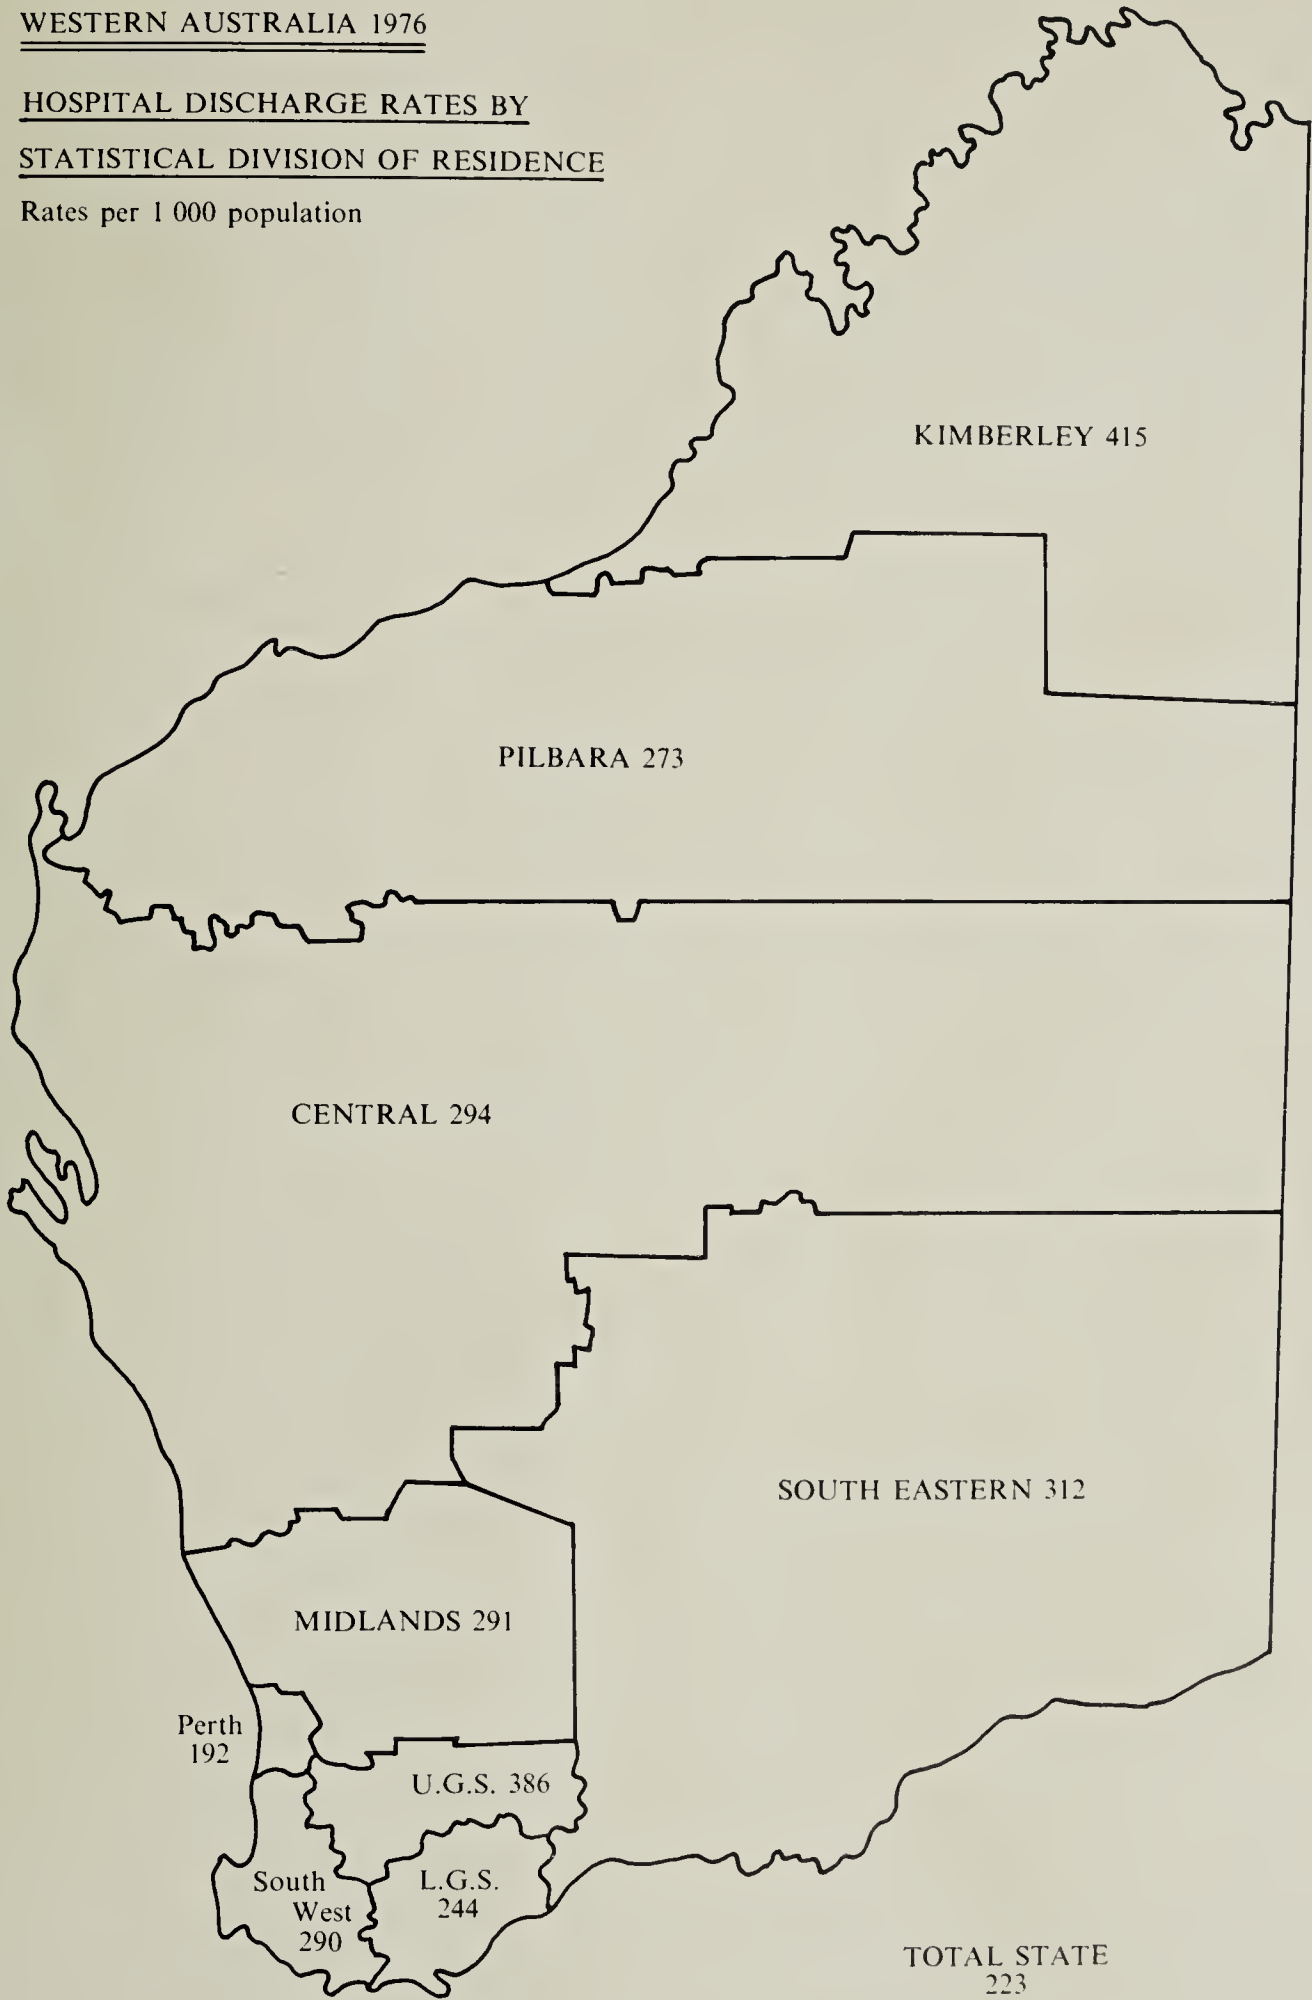 WESTERN AUSTRALIA 1976
HOSPITAL DISCHARGE RATES BY
STATISTICAL DIVISION OF RESIDENCE
Rates per 1 000 population
KIMBERLEY 415
PILBARA 273
CENTRAL 294
SOUTH EASTERN 312
MIDLANDS 291
Perth
192
U.G.S. 386
L.G.S.
244
South
West
290
TOTAL STATE
223